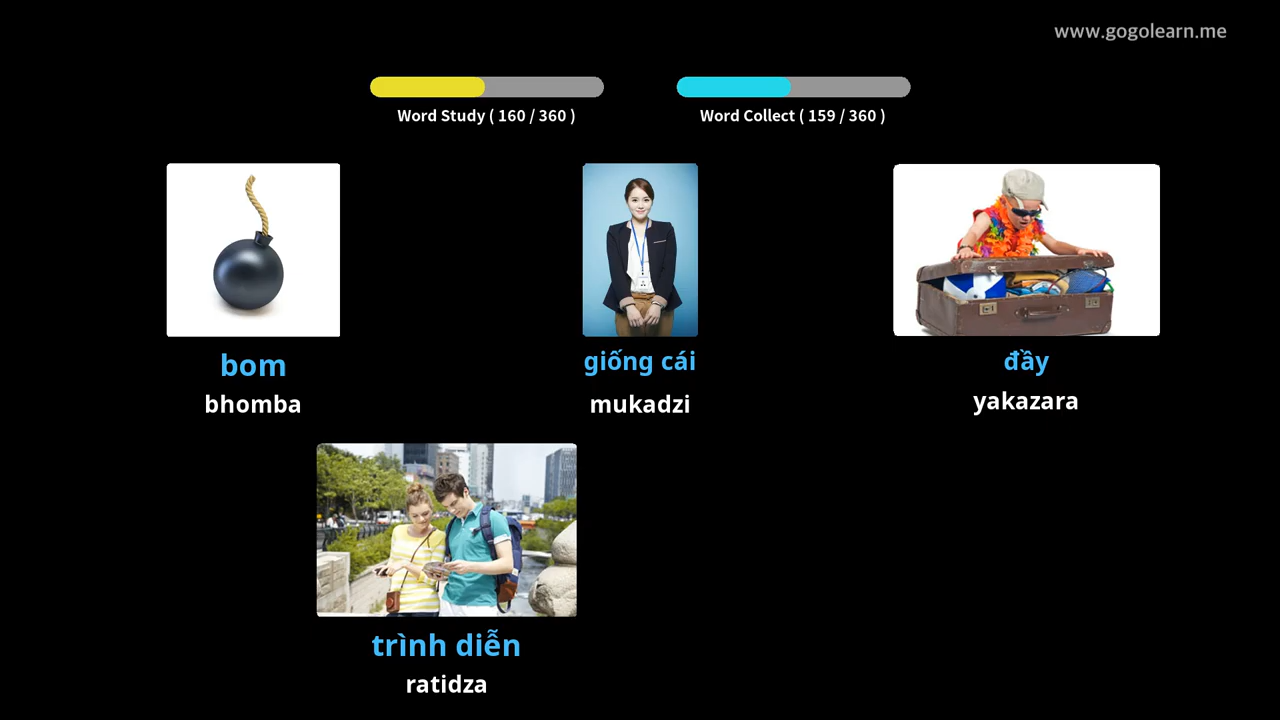 www.gogolearn.me
Word Study ( 160 / 360 )
Word Collect ( 159 / 360 )
bom
bhomba
giống cái
mukadzi
đầy
yakazara
trình diễn
ratidza